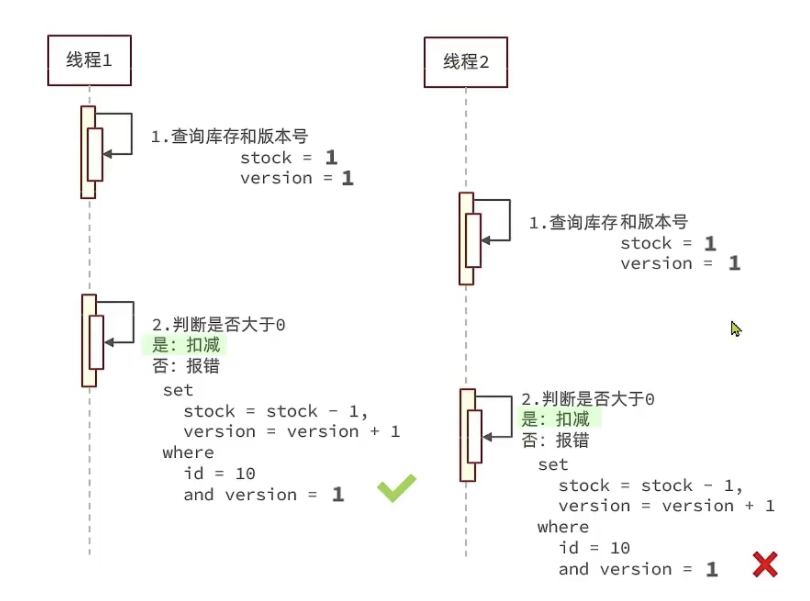 线程1
1.查询库存和版本号
stock = 1
version = 1
2.判断是否大于0
是：扣减
否：报错
set
stock = stock - 1,
version = version + 1
where
id = 10
and version = 1
线程2
1.查询库存和版本号
stock = 1
version = 1
2.判断是否大于0
是：扣减
否：报错
set
stock = stock - 1,
version = version + 1
where
id = 10
and version = 1